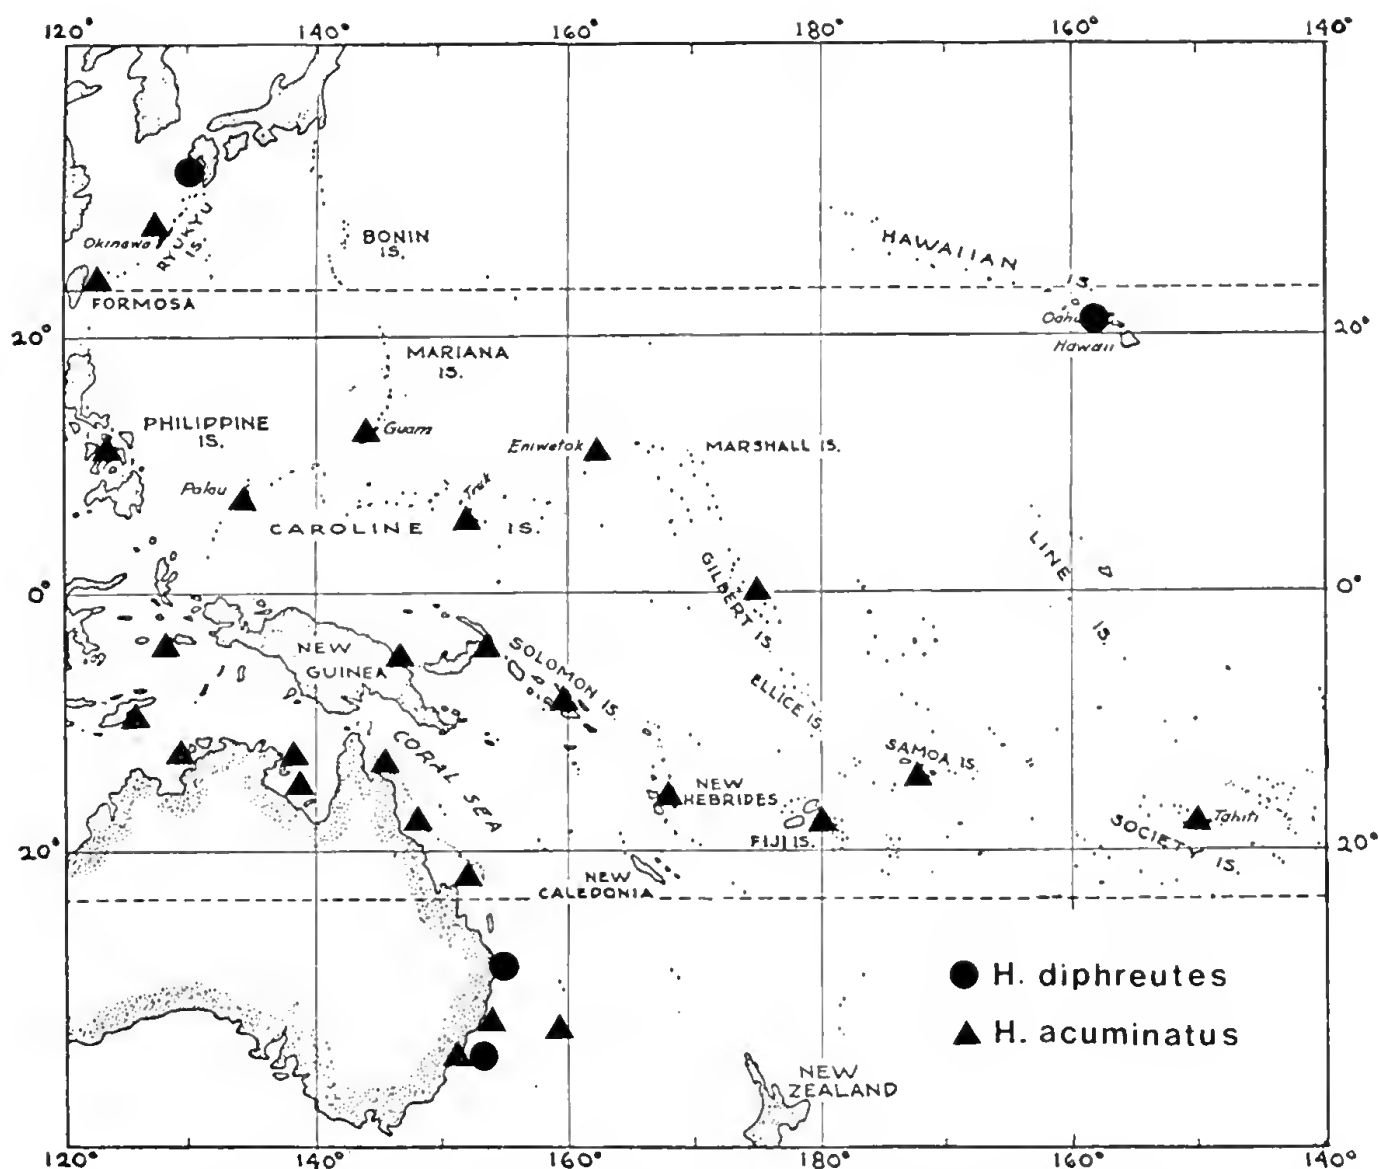 120° 140° 160° 180° 160° 140°
HAWAIIAN
IS.
BONIN
IS.
Okinawa
RYUKYU
IS.
FORMOSA
Oahu
Hawaii
20° 20°
MARIANA
IS.
PHILIPPINE
IS.
Guam
Eniwetok
MARSHALL IS.
Palau
Truk
CAROLINE IS.
LINE
IS.
GILBERT IS.
0° 0°
NEW
GUINEA
SOLOMON IS.
ELLICE IS.
CORAL SEA
SAMOA IS.
NEW
HEBRIDES
FIJI IS.
Tahiti
SOCIETY IS.
20° 20°
NEW
CALEDONIA
H. diphreutes
H. acuminatus
NEW
ZEALAND
120° 140° 160° 180° 160° 140°